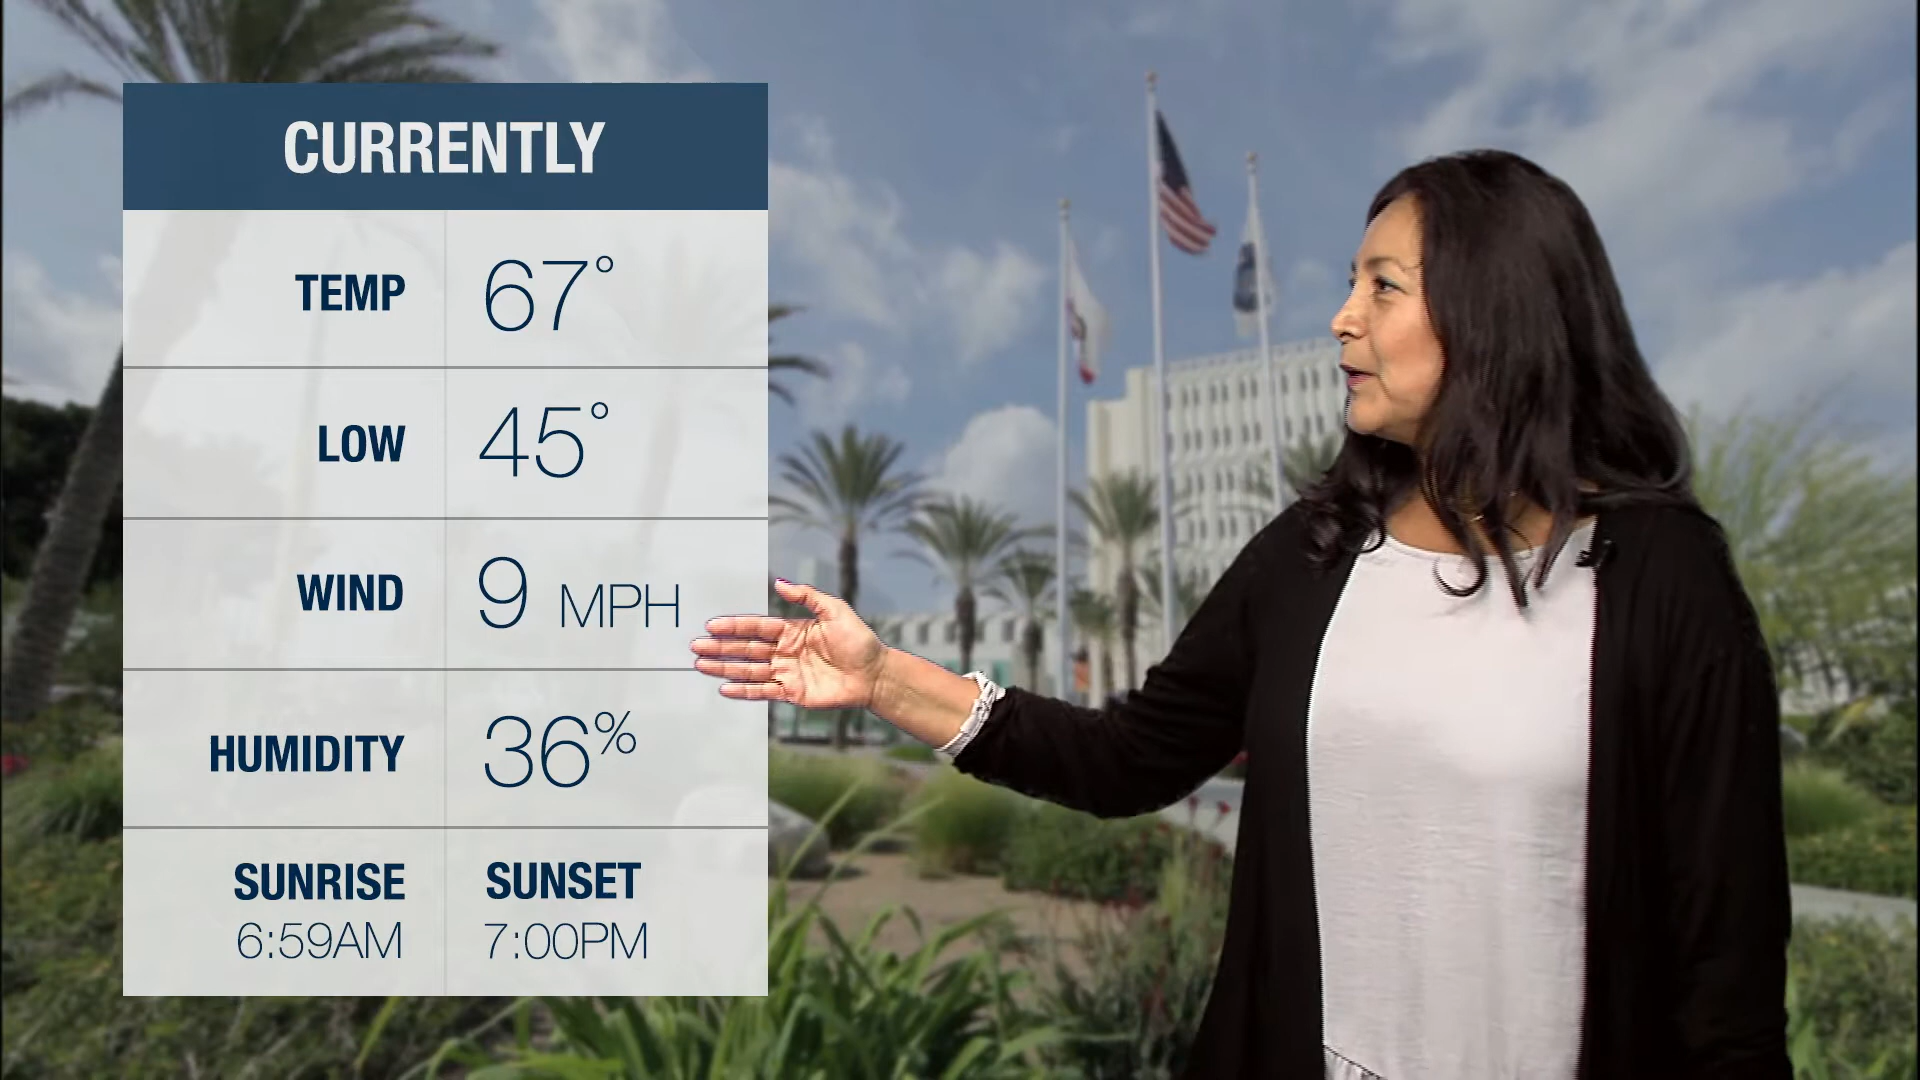 CURRENTLY
TEMP 67°
LOW 45°
WIND 9 MPH
HUMIDITY 36%
SUNRISE SUNSET
6:59AM 7:00PM